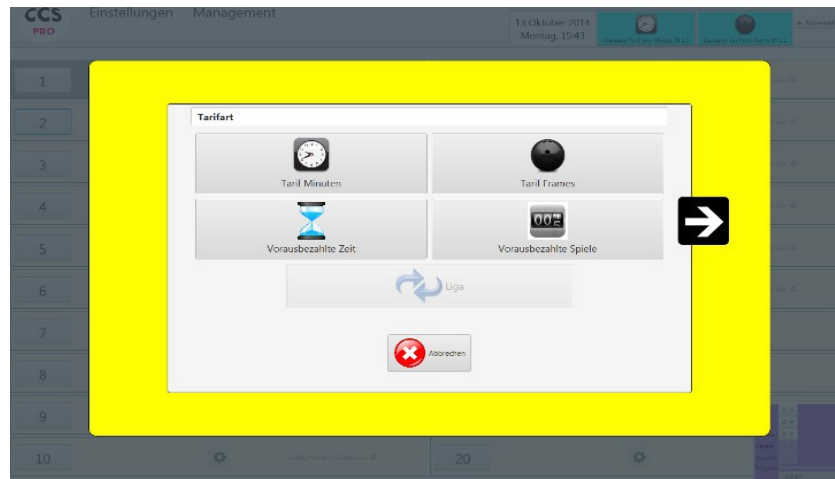 CCS
PRO
Einstellungen Management
13 Oktober 2014
Montag, 15:43
1
2
3
4
5
6
7
8
9
10
Tarifart
Tarif Minuten
Tarif Frames
Vorausbezahlte Zeit
Vorausbezahlte Spiele
Liga
Abbrechen
20